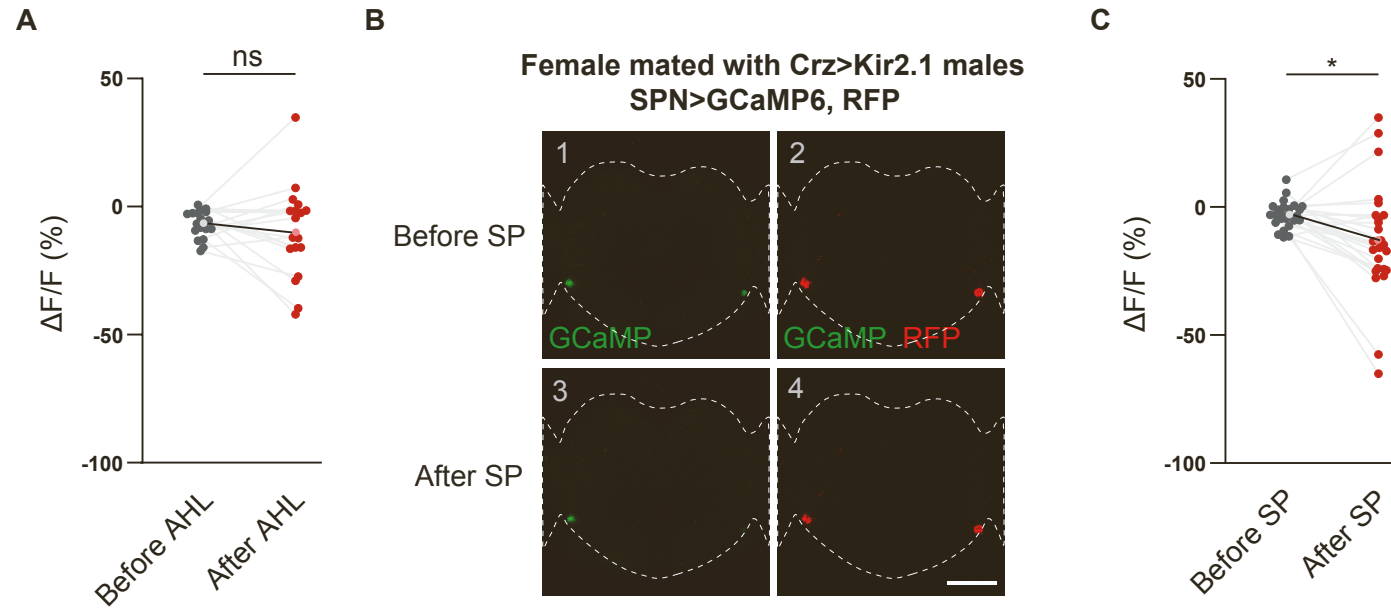 A
ns
50
0
-50
-100
ΔF/F (%)
Before AHL
After AHL
B
Female mated with Crz>Kir2.1 males
SPN>GCaMP6, RFP
Before SP
1
GCaMP
2
GCaMP RFP
After SP
3
4
C
*
50
0
-50
-100
ΔF/F (%)
Before SP
After SP